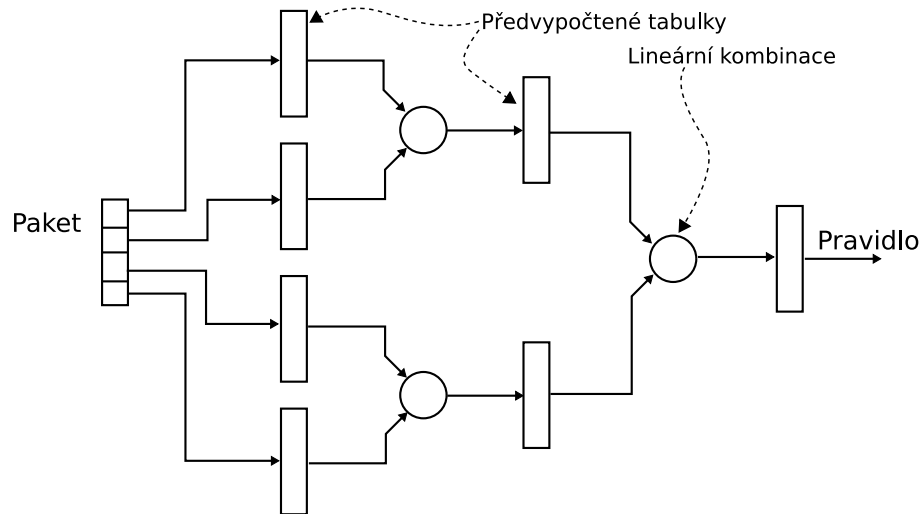 Předvypočtené tabulky
Lineární kombinace
Paket
Pravidlo